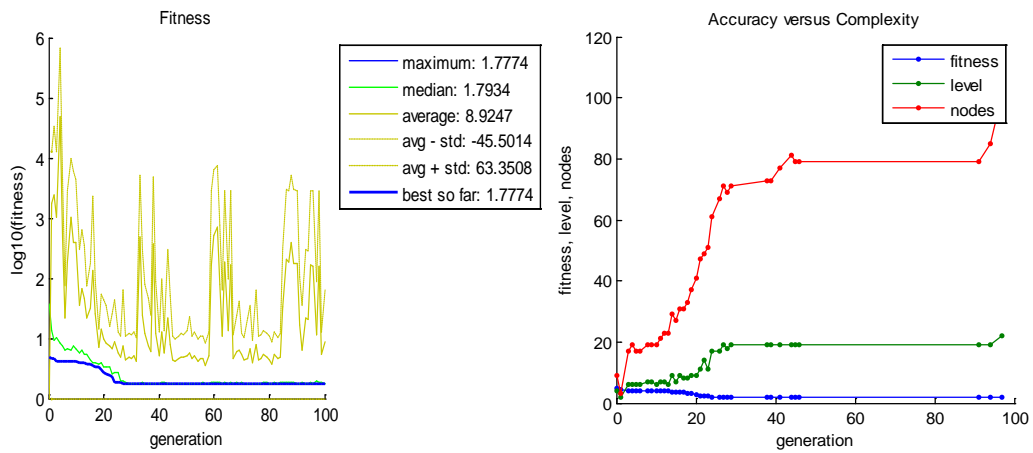 Fitness
6
5
4
3
2
1
0
log10(fitness)
0
20
40
60
80
100
generation
maximum: 1.7774
median: 1.7934
average: 8.9247
avg - std: -45.5014
avg + std: 63.3508
best so far: 1.7774
Accuracy versus Complexity
120
100
80
60
40
20
0
fitness, level, nodes
0
20
40
60
80
100
generation
fitness
level
nodes